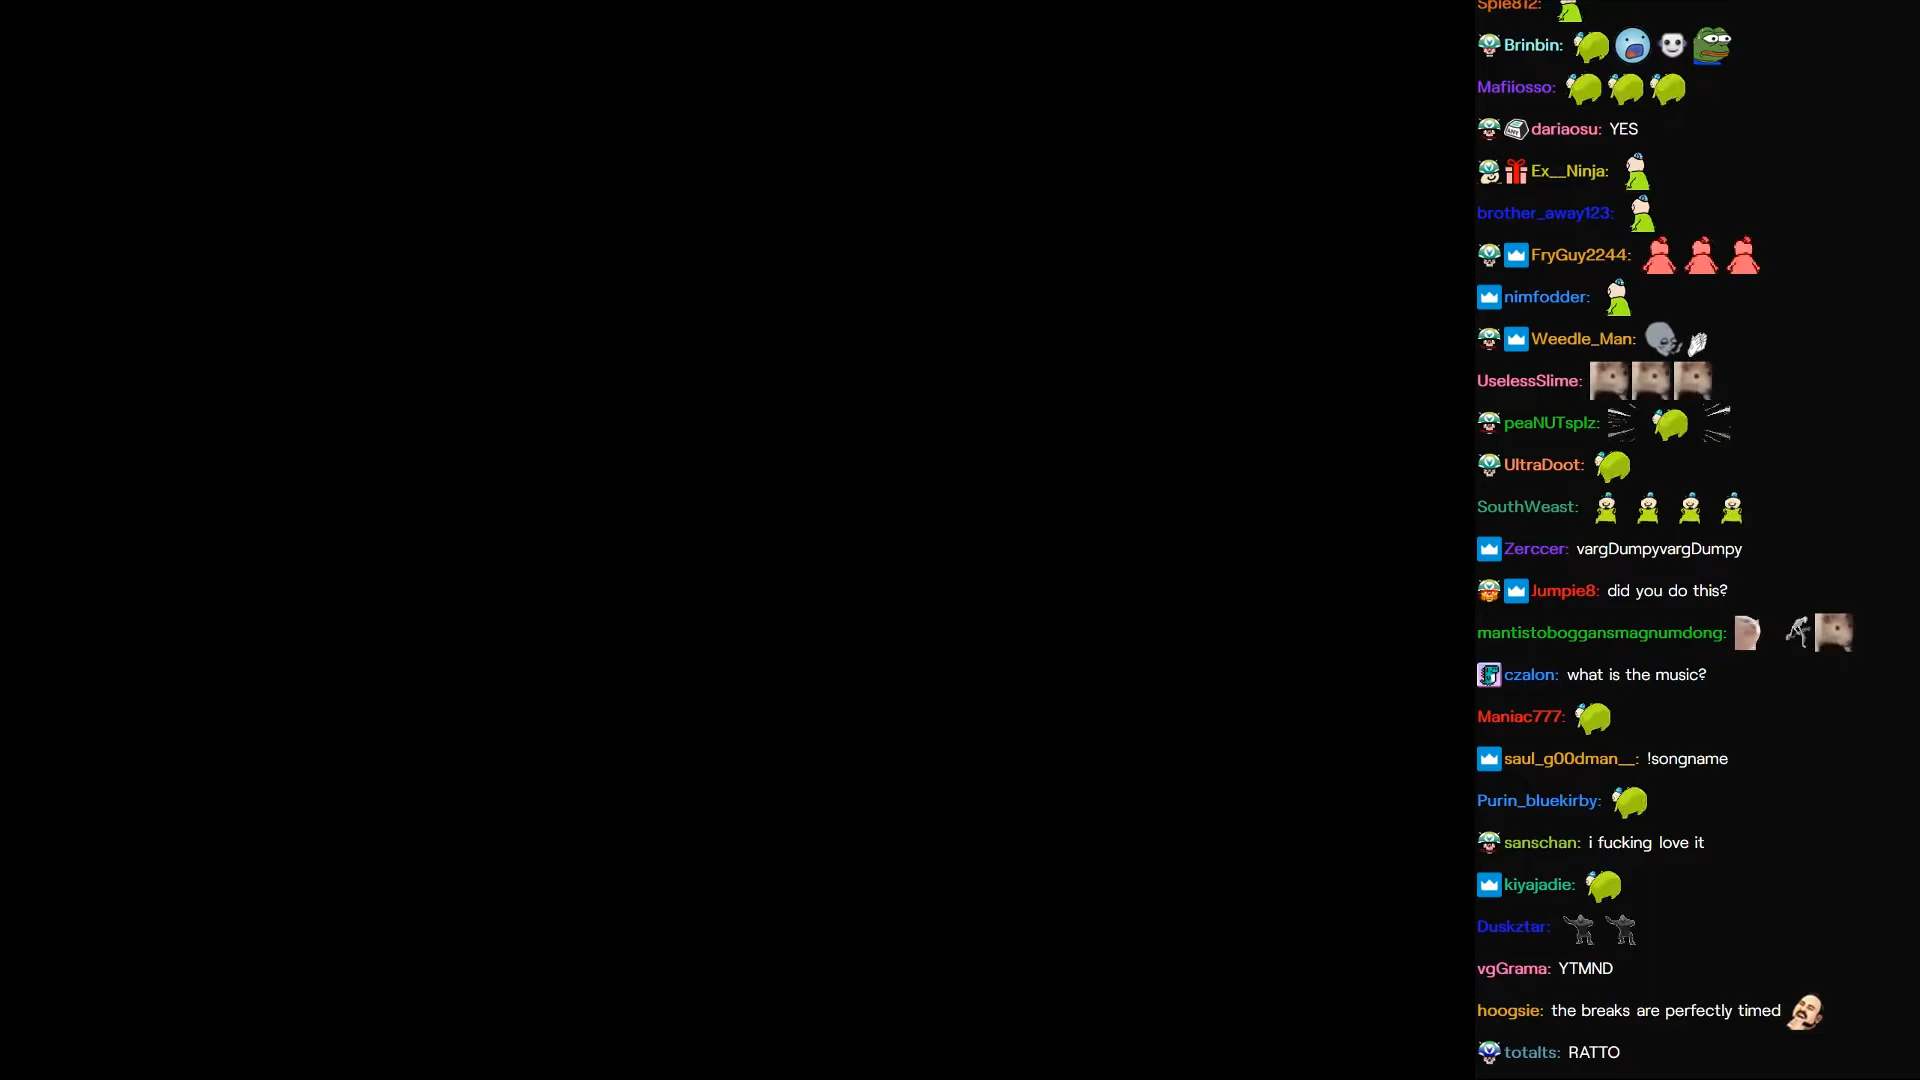 Spie812:
Brinbin:
Mafiiosso:
dariaosu: YES
Ex__Ninja:
brother_away123:
FryGuy2244:
nimfodder:
Weedle_Man:
UselessSlime:
peaNUTsplz:
UltraDoot:
SouthWeast:
Zerccer: vargDumpyvargDumpy
Jumpie8: did you do this?
mantistoboggansmagnumdong:
czalon: what is the music?
Maniac777:
saul_g00dman__: !songname
Purin_bluekirby:
sanschan: i fucking love it
kiyajadie:
Duskztar:
vgGrama: YTMND
hoogsie: the breaks are perfectly timed
totalts: RATTO